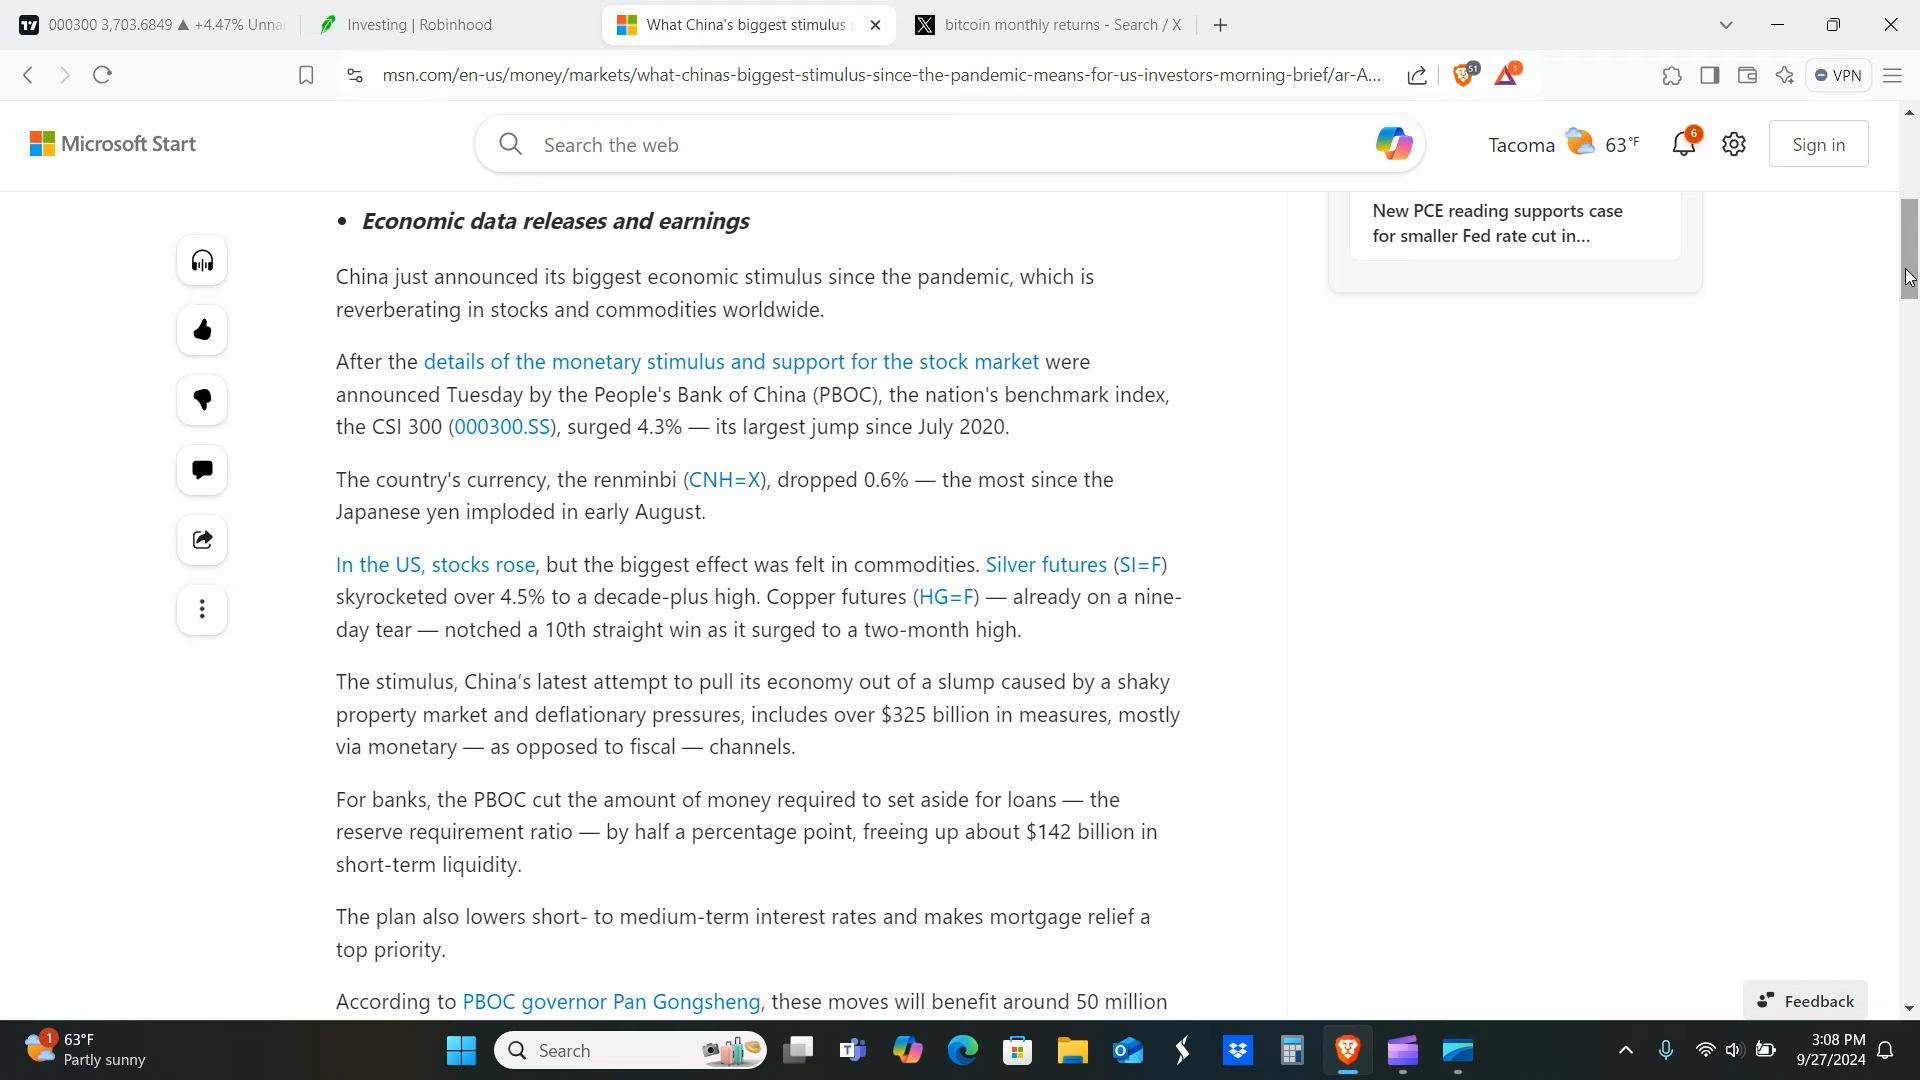 000300 3,703.6849 ▲ +4.47% Unna
Investing | Robinhood
What China's biggest stimulus s
bitcoin monthly returns - Search / X
msn.com/en-us/money/markets/what-chinas-biggest-stimulus-since-the-pandemic-means-for-us-investors-morning-brief/ar-A...
51
1
VPN
Microsoft Start
Search the web
Tacoma
63°F
6
Sign in
• Economic data releases and earnings
New PCE reading supports case
for smaller Fed rate cut in...
China just announced its biggest economic stimulus since the pandemic, which is
reverberating in stocks and commodities worldwide.
After the details of the monetary stimulus and support for the stock market were
announced Tuesday by the People's Bank of China (PBOC), the nation's benchmark index,
the CSI 300 (000300.SS), surged 4.3% — its largest jump since July 2020.
The country's currency, the renminbi (CNH=X), dropped 0.6% — the most since the
Japanese yen imploded in early August.
In the US, stocks rose, but the biggest effect was felt in commodities. Silver futures (SI=F)
skyrocketed over 4.5% to a decade-plus high. Copper futures (HG=F) — already on a nine-
day tear — notched a 10th straight win as it surged to a two-month high.
The stimulus, China's latest attempt to pull its economy out of a slump caused by a shaky
property market and deflationary pressures, includes over $325 billion in measures, mostly
via monetary — as opposed to fiscal — channels.
For banks, the PBOC cut the amount of money required to set aside for loans — the
reserve requirement ratio — by half a percentage point, freeing up about $142 billion in
short-term liquidity.
The plan also lowers short- to medium-term interest rates and makes mortgage relief a
top priority.
According to PBOC governor Pan Gongsheng, these moves will benefit around 50 million
Feedback
1
63°F
Partly sunny
Search
3:08 PM
9/27/2024